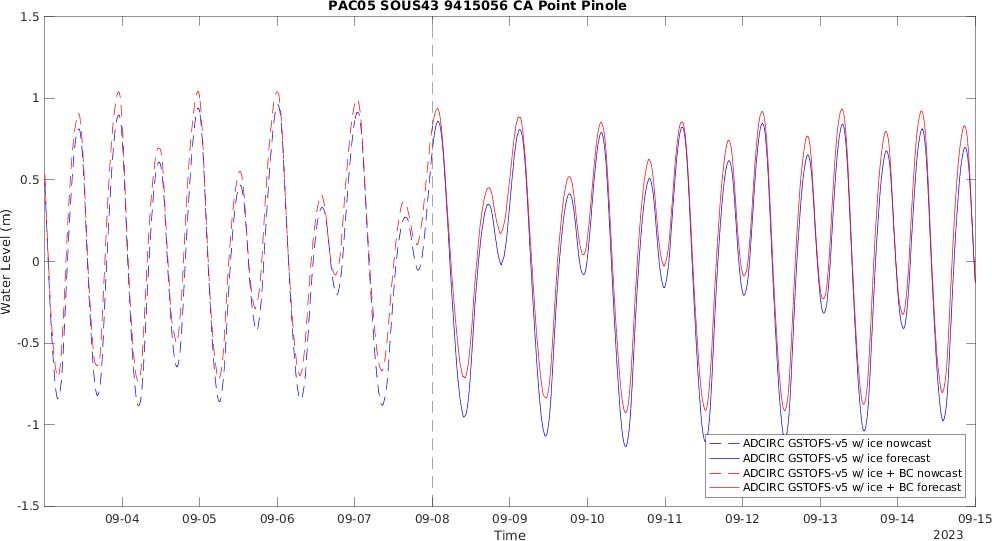 PAC05 SOUS43 9415056 CA Point Pinole
1.5
1
0.5
0
-0.5
-1
-1.5
Water Level (m)
ADCIRC GSTOFS-v5 w/ ice nowcast
ADCIRC GSTOFS-v5 w/ ice forecast
ADCIRC GSTOFS-v5 w/ ice + BC nowcast
ADCIRC GSTOFS-v5 w/ ice + BC forecast
09-04 09-05 09-06 09-07 09-08 09-09 09-10 09-11 09-12 09-13 09-14 09-15
Time
2023